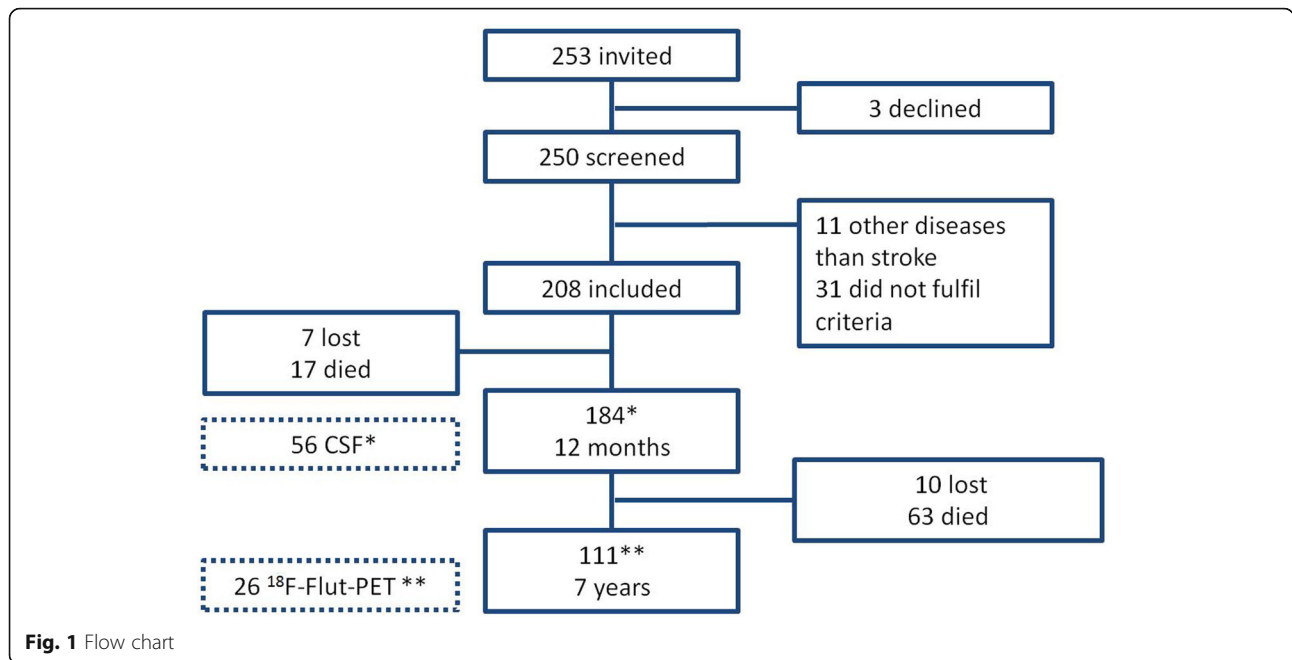 253 invited
3 declined
250 screened
11 other diseases
than stroke
31 did not fulfil
criteria
208 included
7 lost
17 died
184*
12 months
56 CSF*
10 lost
63 died
111**
7 years
26 ¹⁸F-Flut-PET **
Fig. 1 Flow chart